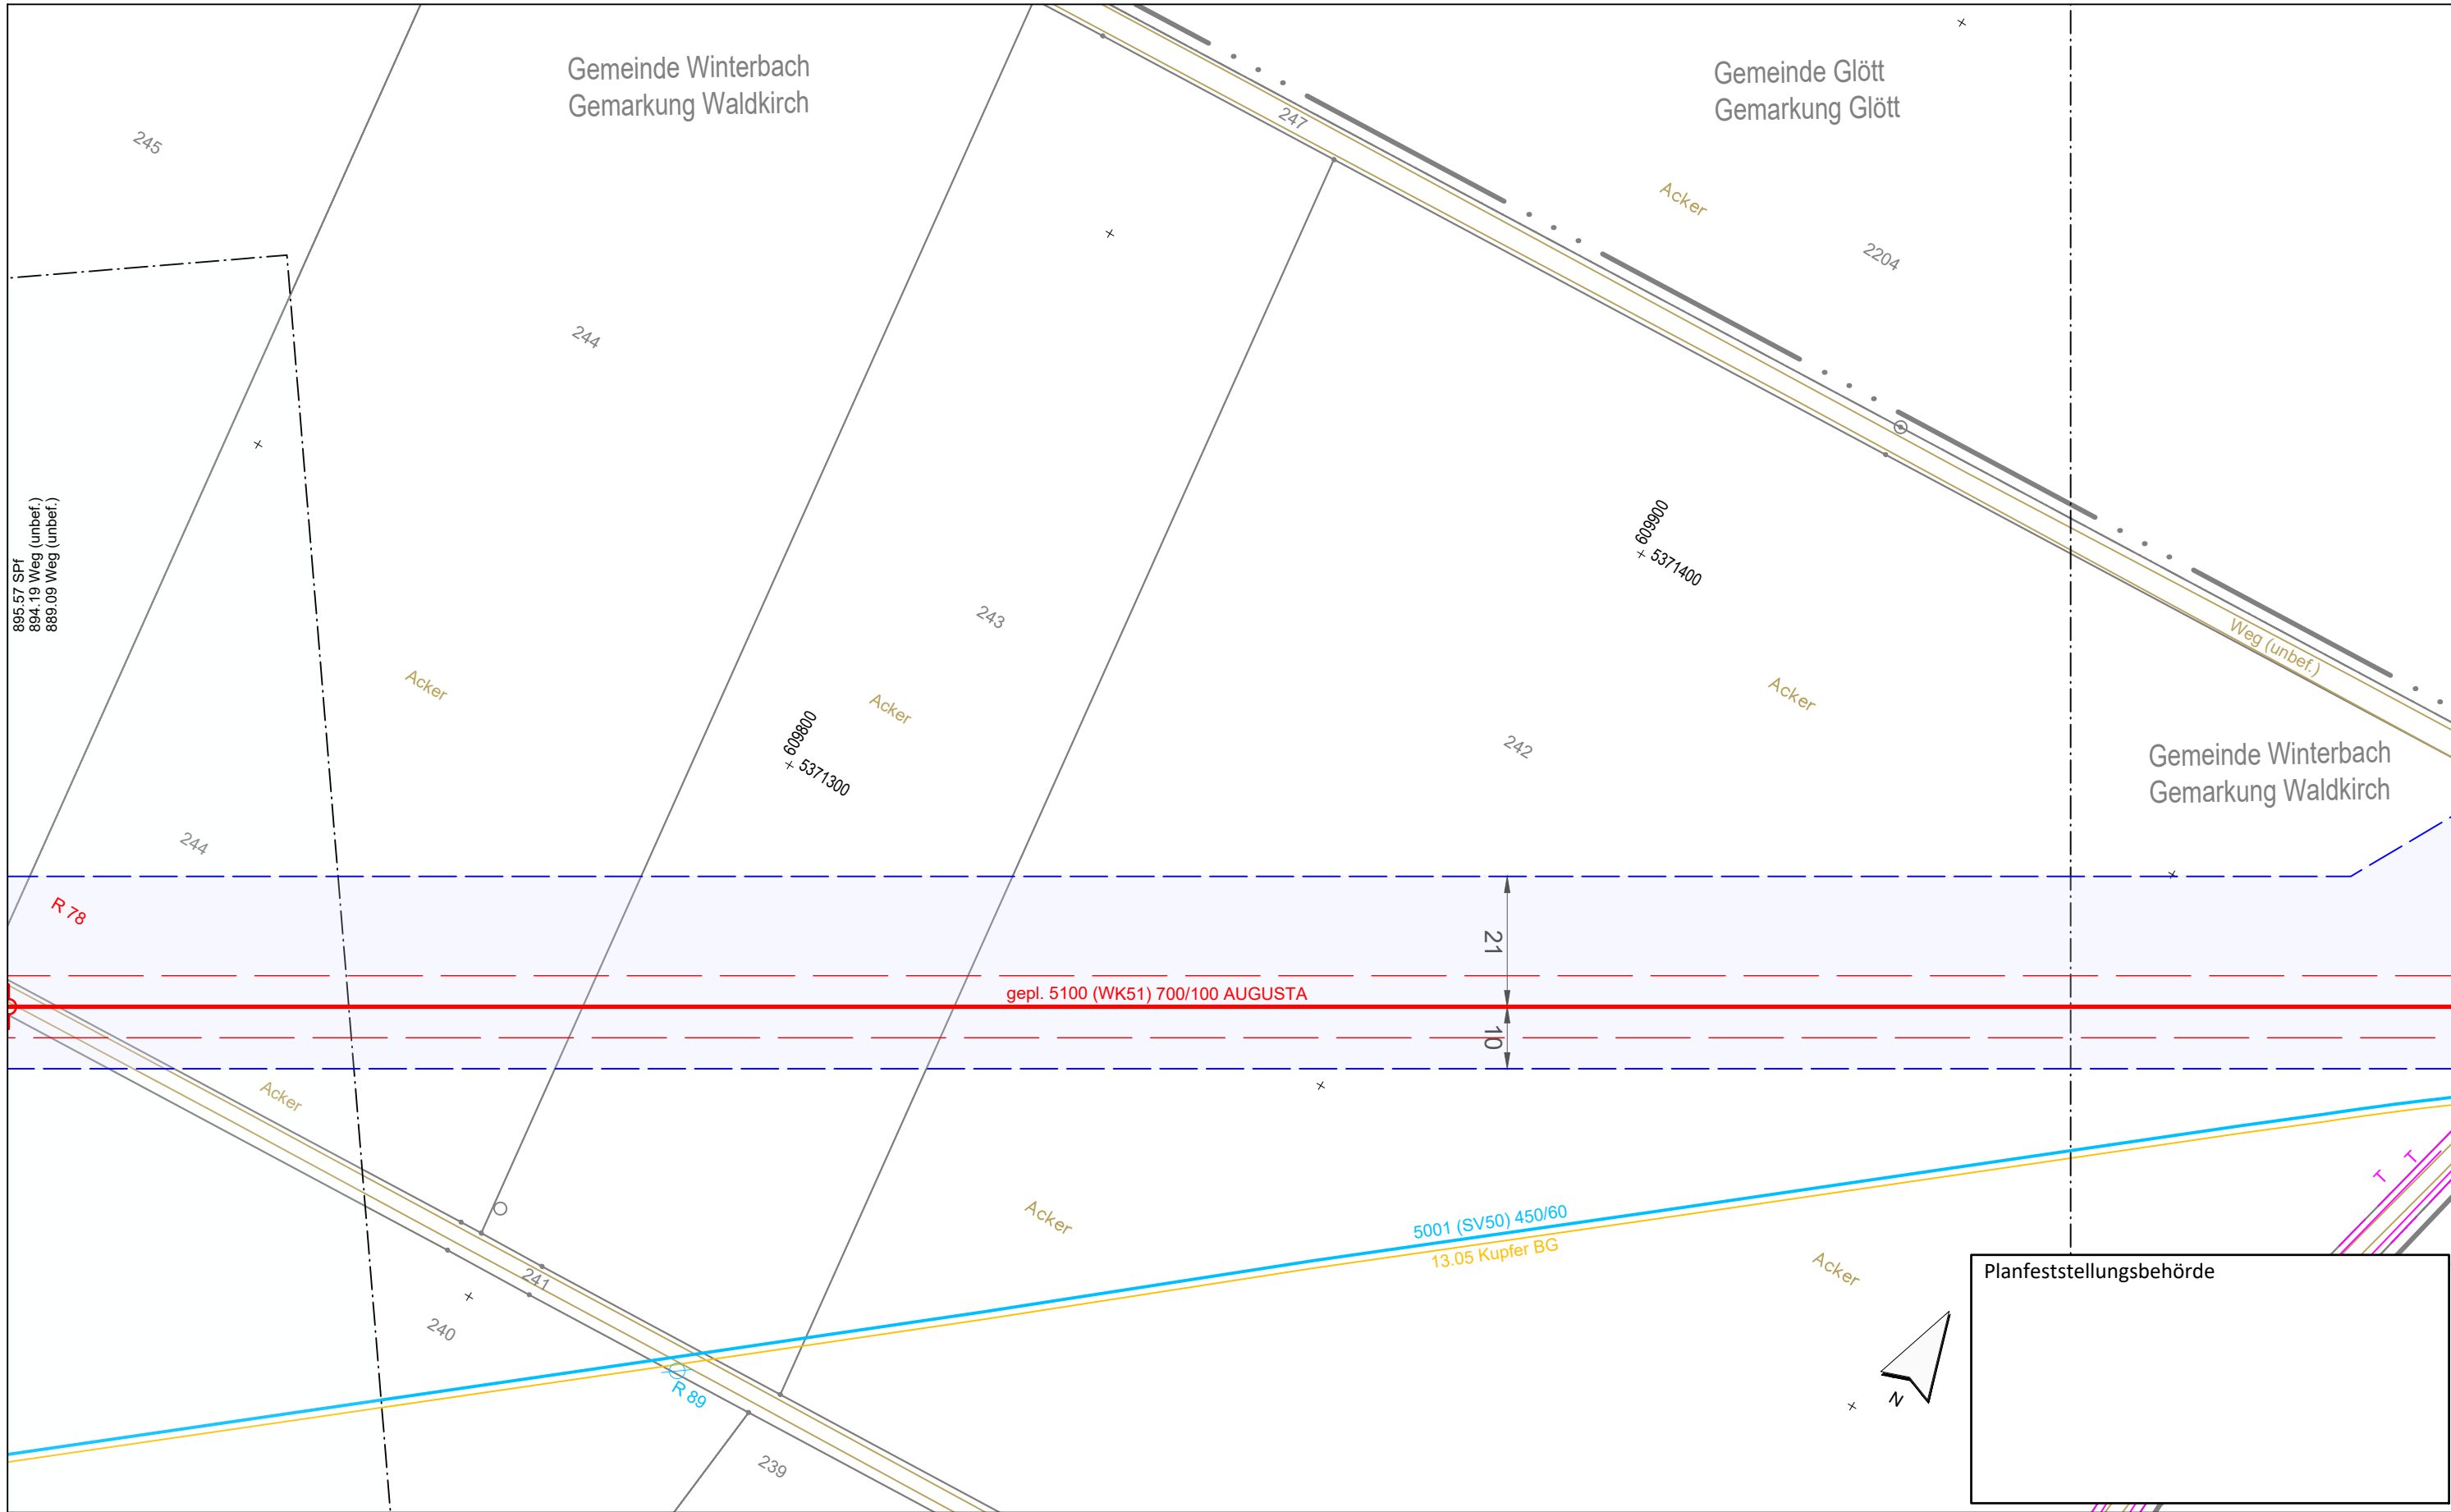 Gemeinde Winterbach
Gemarkung Waldkirch
Gemeinde Glött
Gemarkung Glött
245
247
Acker
2204
244
895.57 SPf
894.19 Weg (unbef.)
889.09 Weg (unbef.)
609900
5371400
243
Acker
Acker
Acker
Weg (unbef.)
609800
5371300
242
Gemeinde Winterbach
Gemarkung Waldkirch
244
R 78
21
gepl. 5100 (WK51) 700/100 AUGUSTA
10
Acker
T T
Acker
5001 (SV50) 450/60
13.05 Kupfer BG
Acker
Planfeststellungsbehörde
241
240
R 89
N
239